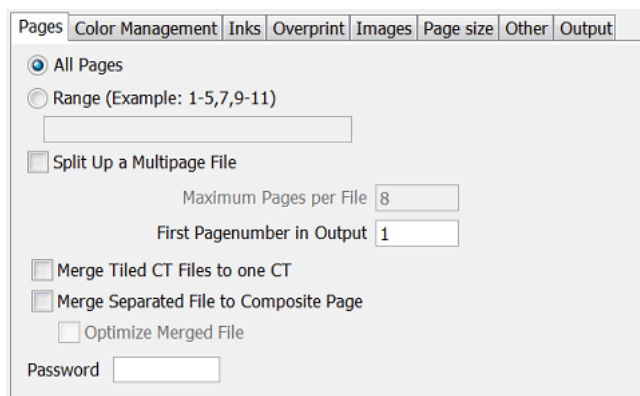 Pages Color Management Inks Overprint Images Page size Other Output
All Pages
Range (Example: 1-5,7,9-11)
Split Up a Multipage File
Maximum Pages per File 8
First Pagenumber in Output 1
Merge Tiled CT Files to one CT
Merge Separated File to Composite Page
Optimize Merged File
Password